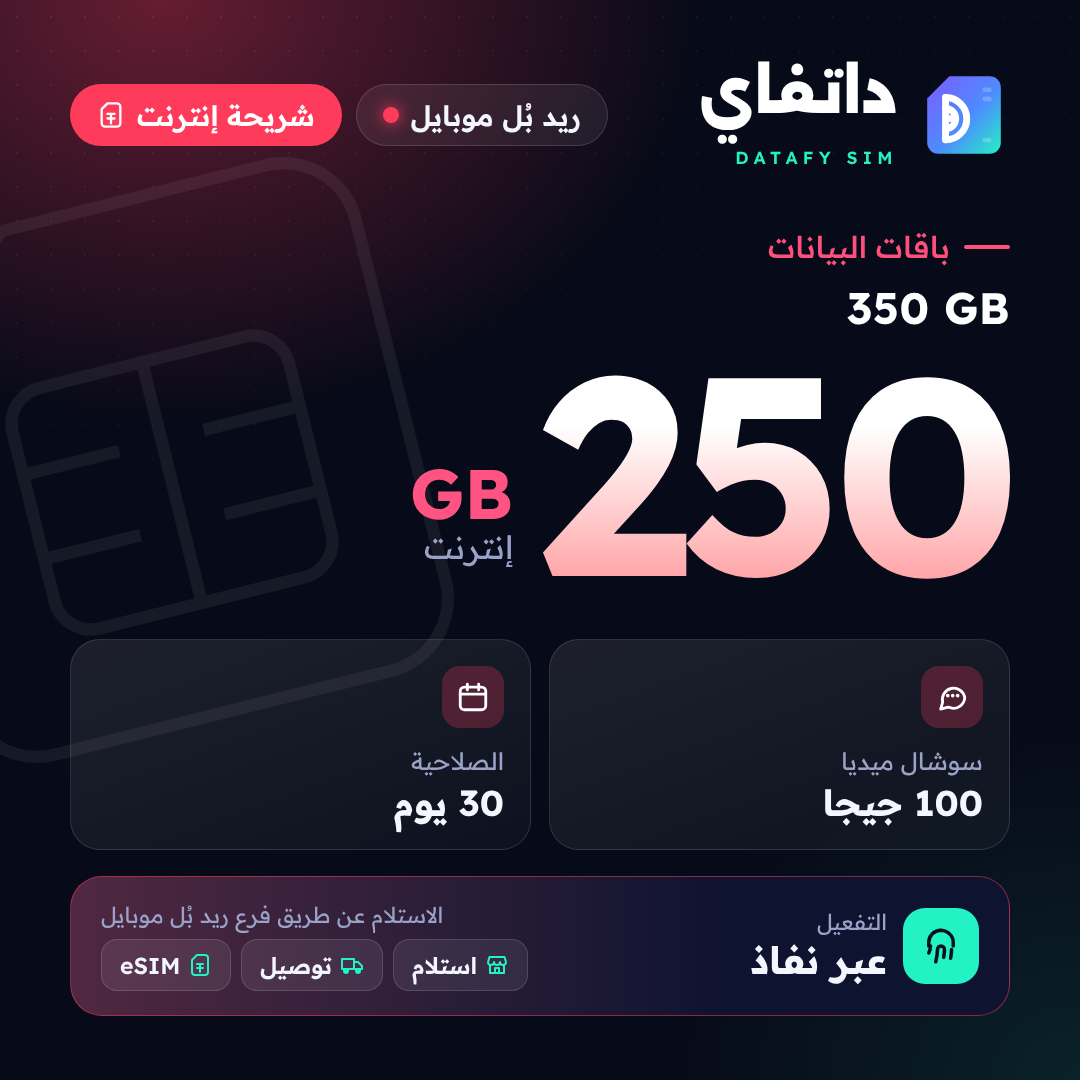 داتفاي
DATAFY SIM
ريد بُل موبايل
شريحة إنترنت
باقات البيانات
350 GB
250
GB
إنترنت
سوشال ميديا
100 جيجا
الصلاحية
30 يوم
التفعيل
عبر نفاذ
الاستلام عن طريق فرع ريد بُل موبايل
استلام
توصيل
eSIM